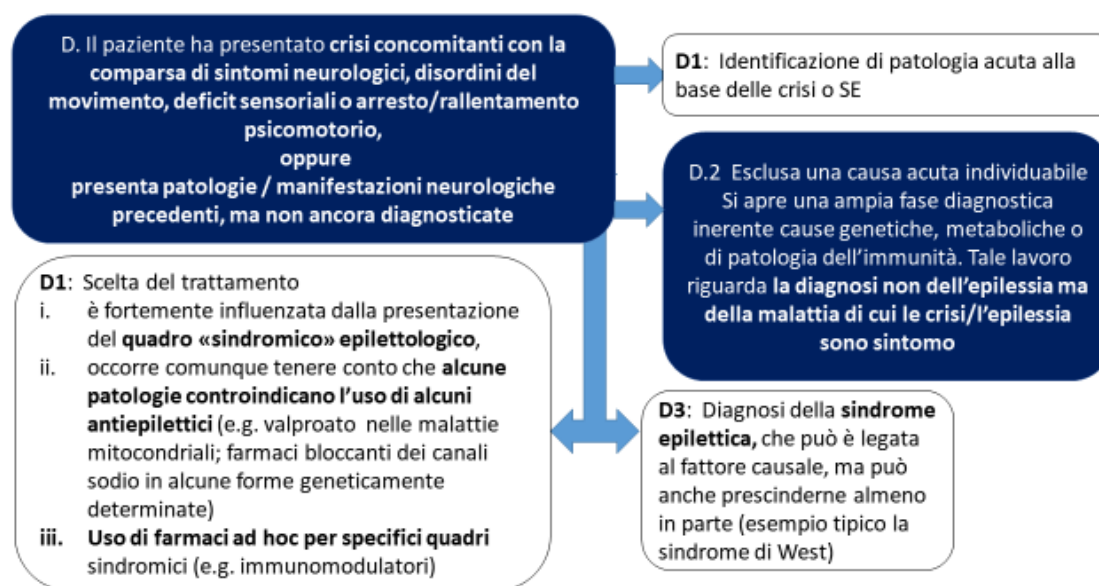 D. Il paziente ha presentato crisi concomitanti con la
comparsa di sintomi neurologici, disordini del
movimento, deficit sensoriali o arresto/rallentamento
psicomotorio,
oppure
presenta patologie / manifestazioni neurologiche
precedenti, ma non ancora diagnosticate
D1: Identificazione di patologia acuta alla
base delle crisi o SE
D.2 Esclusa una causa acuta individuabile
Si apre una ampia fase diagnostica
inerente cause genetiche, metaboliche o
di patologia dell'immunità. Tale lavoro
riguarda la diagnosi non dell'epilessia ma
della malattia di cui le crisi/l'epilessia
sono sintomo
D1: Scelta del trattamento
i. è fortemente influenzata dalla presentazione
del quadro «sindromico» epilettologico,
ii. occorre comunque tenere conto che alcune
patologie controindicano l'uso di alcuni
antiepilettici (e.g. valproato nelle malattie
mitocondriali; farmaci bloccanti dei canali
sodio in alcune forme geneticamente
determinate)
iii. Uso di farmaci ad hoc per specifici quadri
sindromici (e.g. immunomodulatori)
D3: Diagnosi della sindrome
epilettica, che può è legata
al fattore causale, ma può
anche prescinderne almeno
in parte (esempio tipico la
sindrome di West)